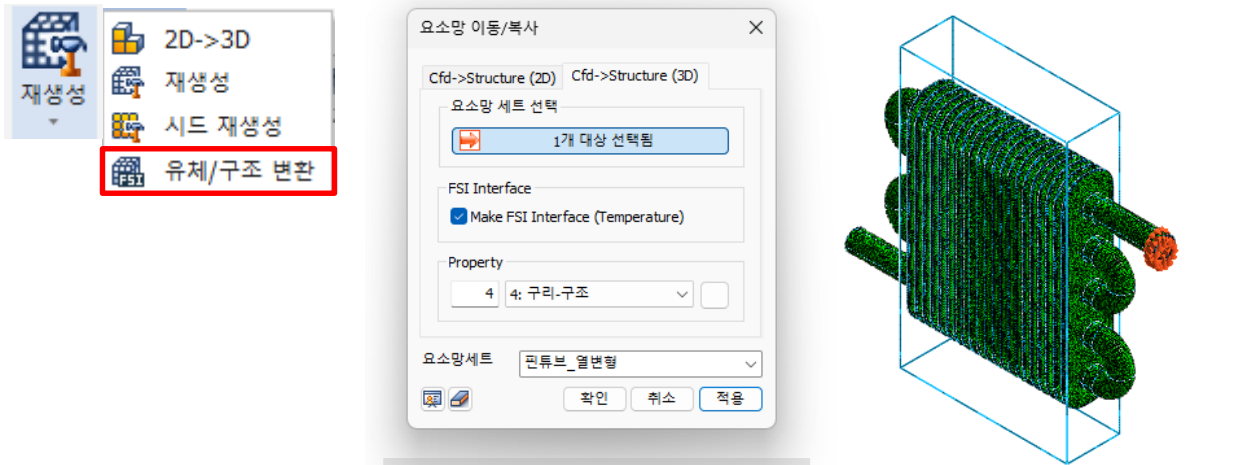 재생성
2D->3D
재생성
시드 재생성
유체/구조 변환
FSI
요소망 이동/복사
Cfd->Structure (2D) Cfd->Structure (3D)
요소망 세트 선택
1개 대상 선택됨
FSI Interface
Make FSI Interface (Temperature)
Property
4 4: 구리-구조
요소망세트 핀튜브_열변형
확인 취소 적용